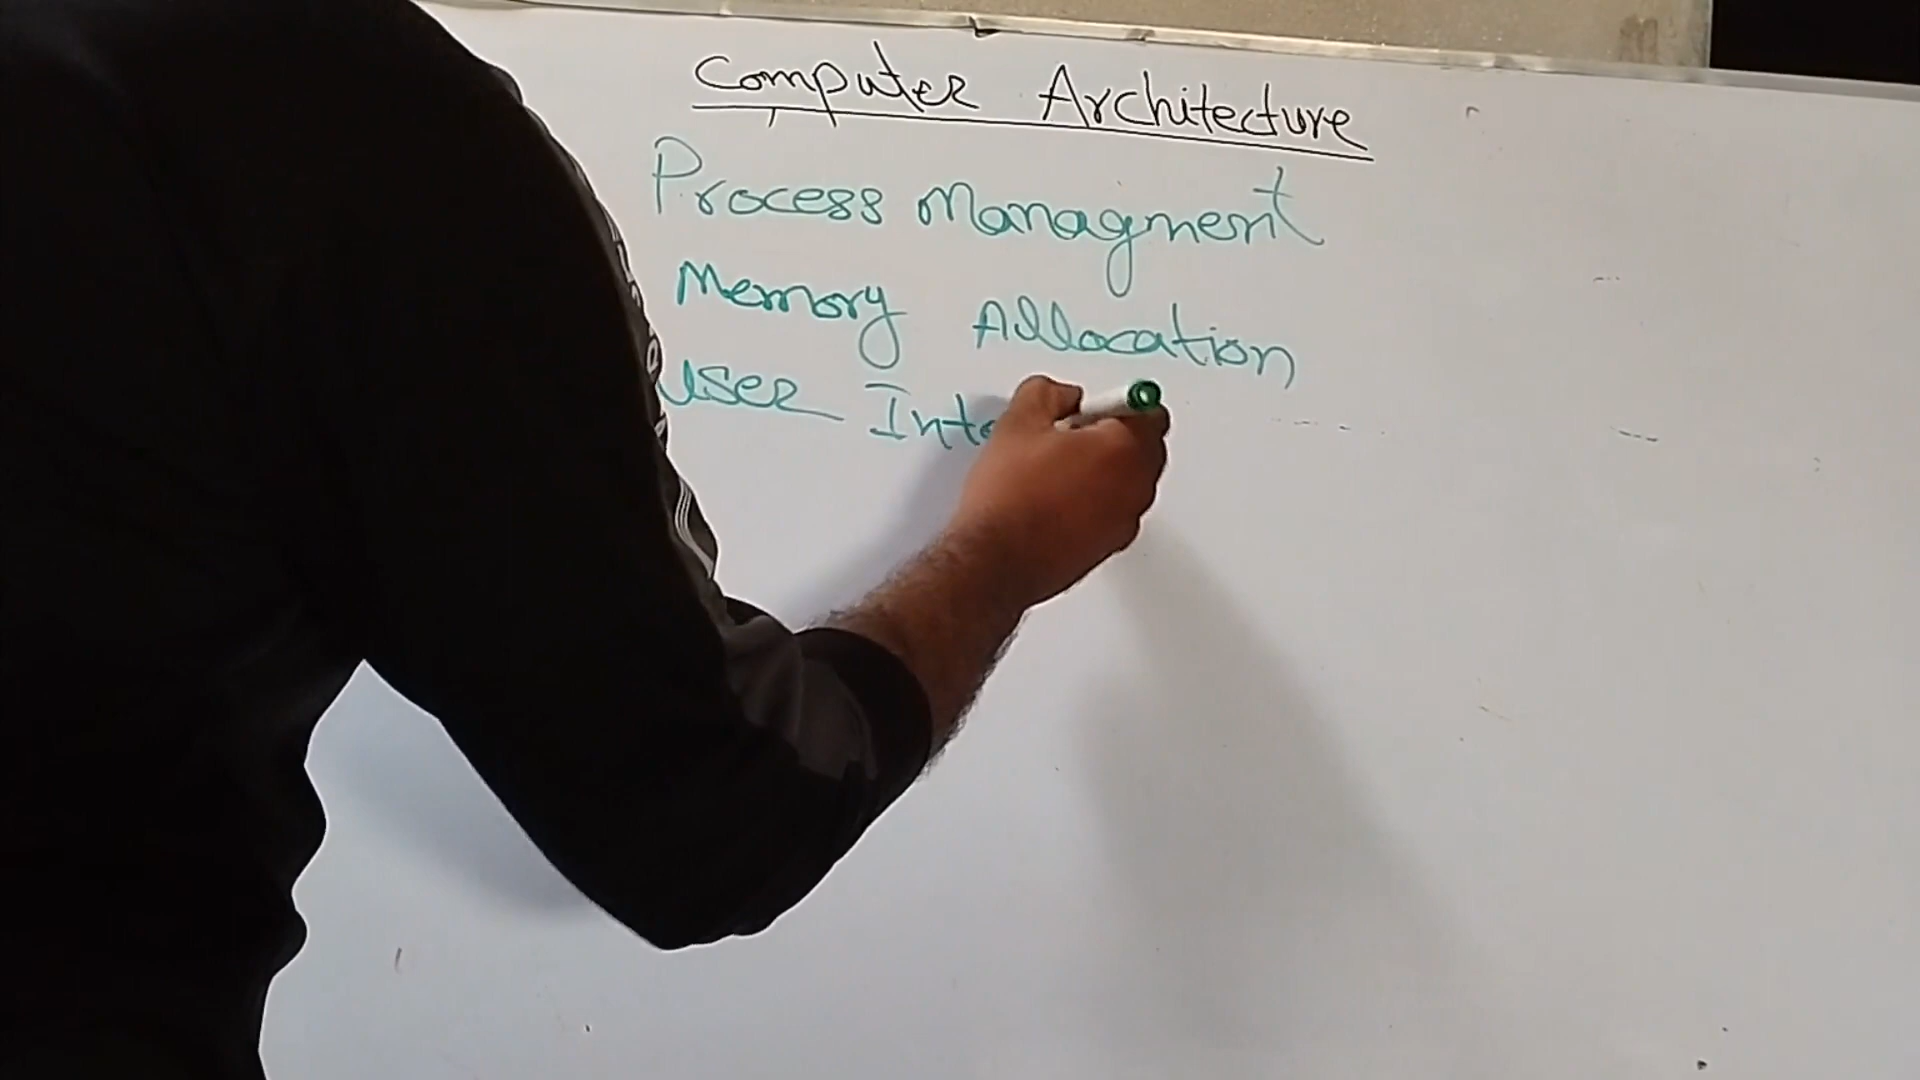 Computer Architecture
Process Managment
Memory Allocation
User Inte